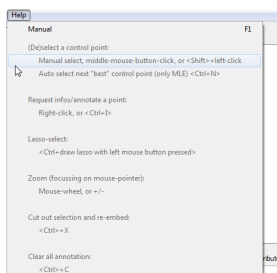 Help
Manual F1
(De)select a control point:
Manual select, middle-mouse-button-click, or <Shift>+left-click
Auto select next "best" control point (only MLE) <Ctrl+N>
Request infos/annotate a point:
Right-click, or <Ctrl+I>
Lasso-select:
<Ctrl+draw lasso with left mouse button pressed>
Zoom (focussing on mouse-pointer):
Mouse-wheel, or +/-
Cut out selection and re-embed:
<Ctrl>+X
Clear all annotation:
<Ctrl>+C